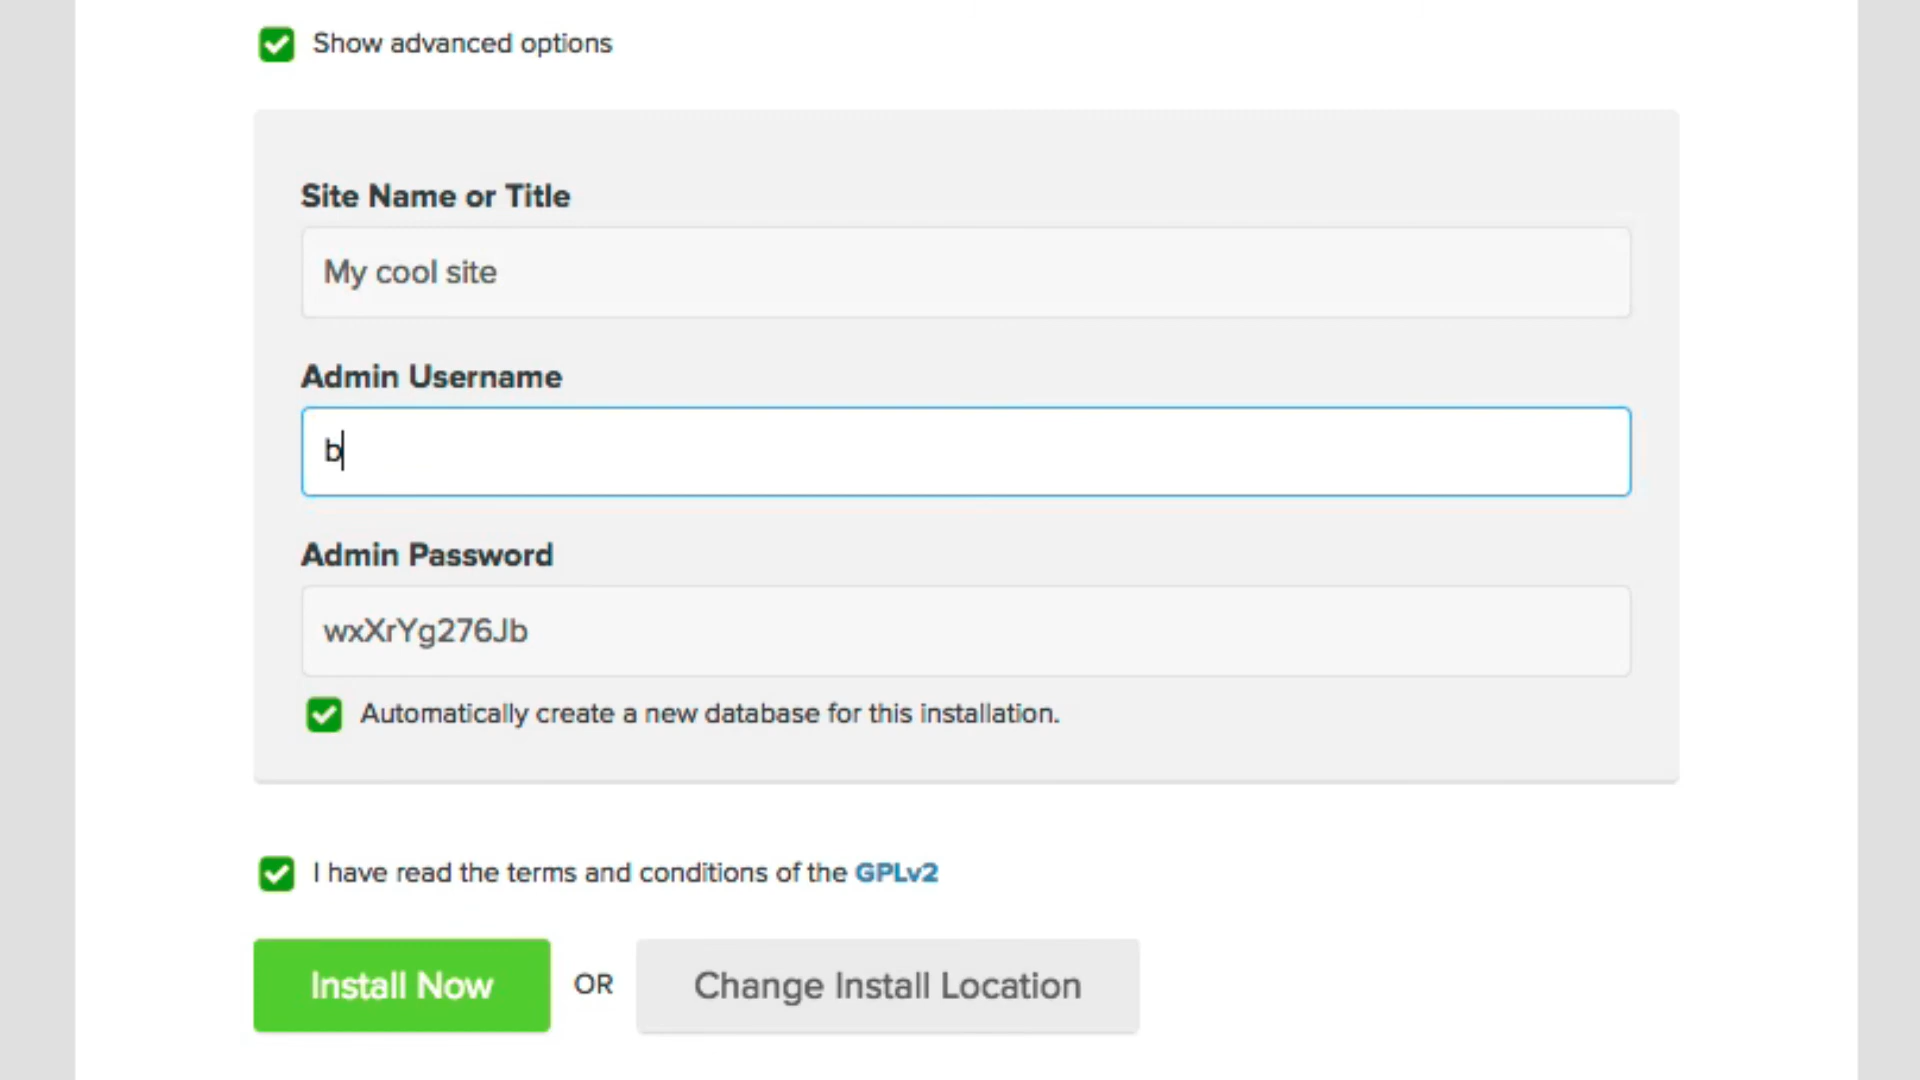 Show advanced options
Site Name or Title
My cool site
Admin Username
b
Admin Password
wxXrYg276Jb
Automatically create a new database for this installation.
I have read the terms and conditions of the GPLv2
Install Now OR Change Install Location